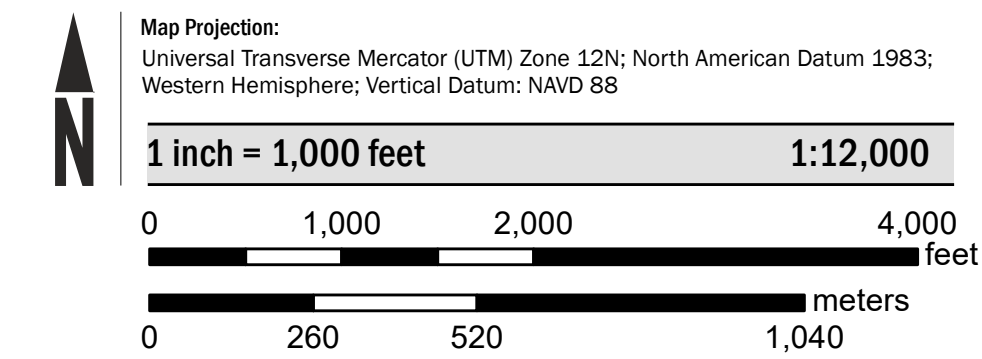 N
Map Projection:
Universal Transverse Mercator (UTM) Zone 12N; North American Datum 1983;
Western Hemisphere; Vertical Datum: NAVD 88
1 inch = 1,000 feet 1:12,000
0 1,000 2,000 4,000
feet
meters
0 260 520 1,040